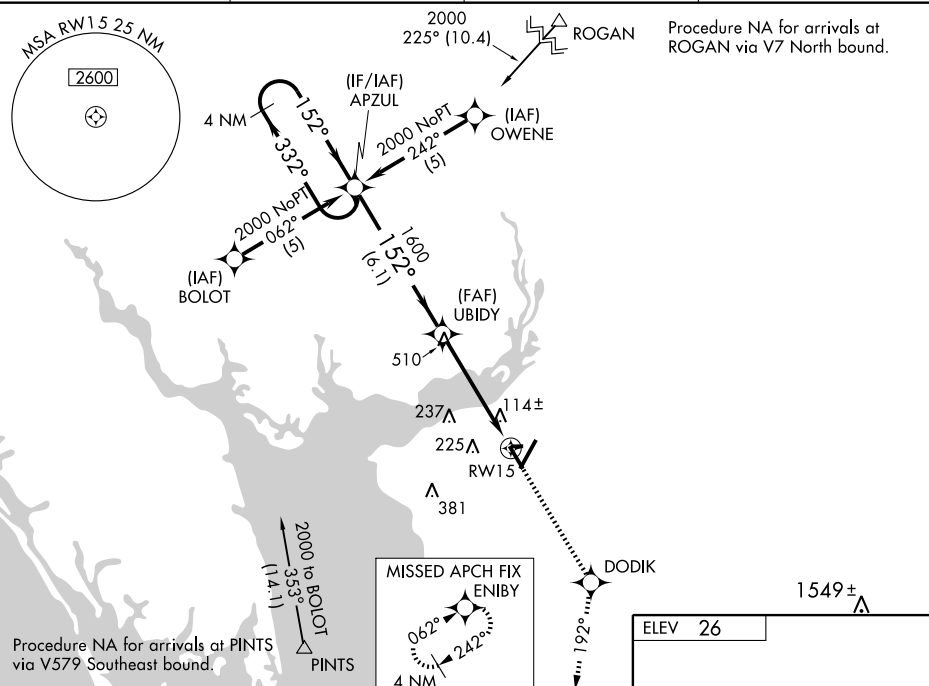 MSA RW15 25 NM
2600
2000
225° (10.4)
ROGAN
Procedure NA for arrivals at
ROGAN via V7 North bound.
(IF/IAF)
APZUL
4 NM
152°
332°
2000 NoPT
242°
(5)
(IAF)
OWENE
2000 NoPT
062°
(5)
(IAF)
BOLOT
1600
152°
(6.1)
(FAF)
UBIDY
510
237
114±
225
RW15
381
2000 to BOLOT
353°
(14.1)
PINTS
Procedure NA for arrivals at PINTS
via V579 Southeast bound.
MISSED APCH FIX
ENIBY
062°
242°
4 NM
DODIK
192°
1549±
ELEV 26